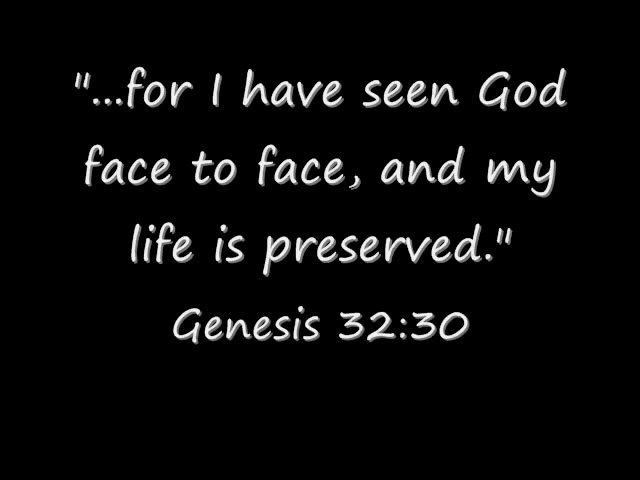 "...for I have seen God
face to face, and my
life is preserved."
Genesis 32:30